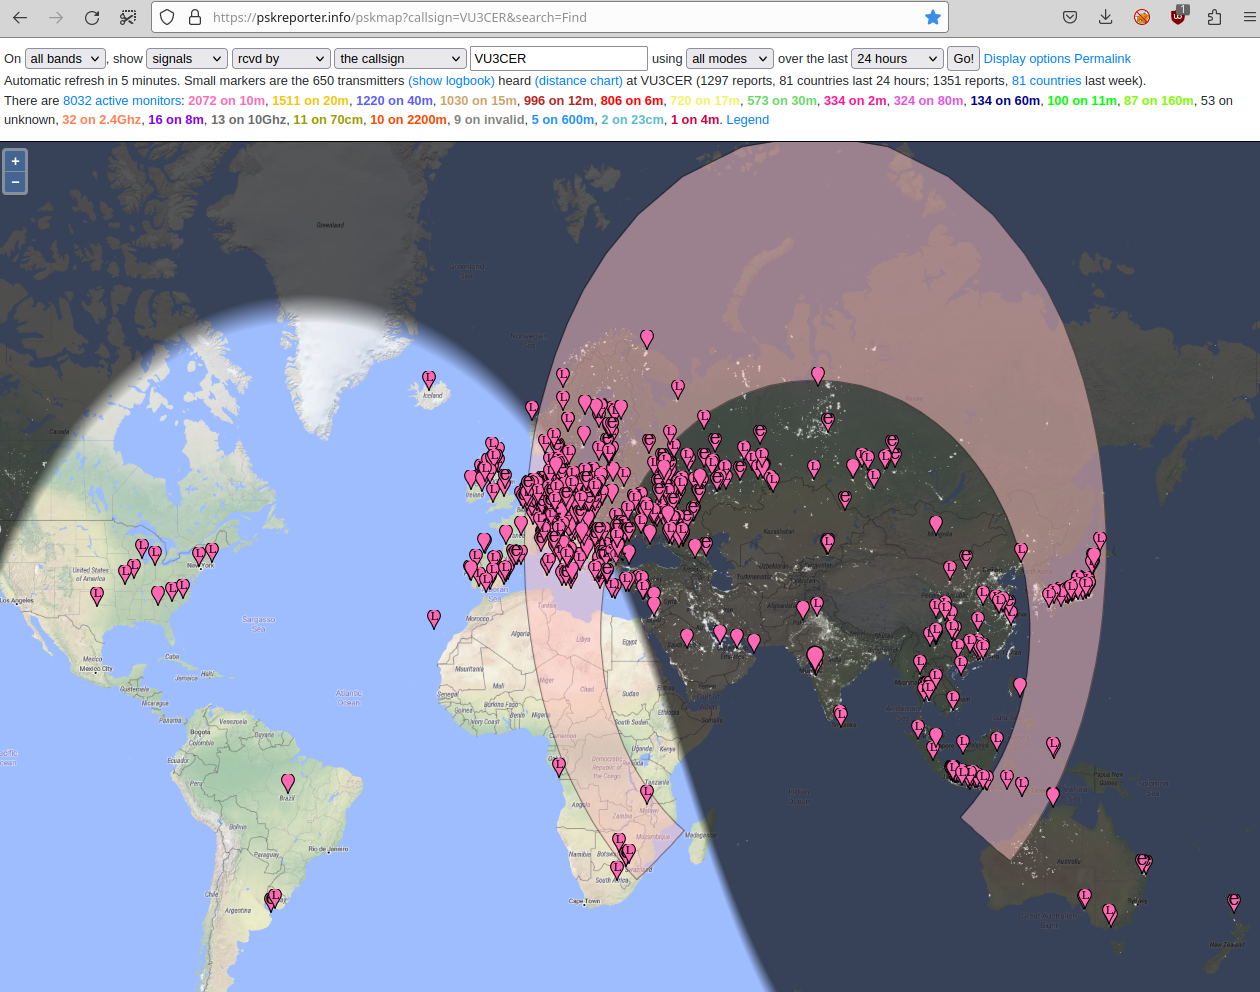 https://pskreporter.info/pskmap?callsign=VU3CER&search=Find
1
On all bands , show signals rcvd by the callsign VU3CER using all modes over the last 24 hours Go! Display options Permalink
Automatic refresh in 5 minutes. Small markers are the 650 transmitters (show logbook) heard (distance chart) at VU3CER (1297 reports, 81 countries last 24 hours; 1351 reports, 81 countries last week).
There are 8032 active monitors: 2072 on 10m, 1511 on 20m, 1220 on 40m, 1030 on 15m, 996 on 12m, 806 on 6m, 720 on 17m, 573 on 30m, 334 on 2m, 324 on 80m, 134 on 60m, 100 on 11m, 87 on 160m, 53 on
unknown, 32 on 2.4Ghz, 16 on 8m, 13 on 10Ghz, 11 on 70cm, 10 on 2200m, 9 on invalid, 5 on 600m, 2 on 23cm, 1 on 4m. Legend
+
−
Greenland
Iceland
Canada
Ireland
United States
of America
New York
Los Angeles
Sargasso
Sea
Morocco
Tunisia
Algeria
Libya
Egypt
Mexico
Mexico City
Cuba
Haiti
Jamaica
Guatemala
Nicaragua
Atlantic
Ocean
Mauritania
Mali
Niger
Chad
Sudan
Senegal
Burkina Faso
Guinea
Benin
Nigeria
Ivory Coast
South Sudan
Ethiopia
Somalia
Panama
Venezuela
Bogota
Colombia
Guyana
Ecuador
Cameroon
Uganda
Kenya
Democratic
Republic of
the Congo
Tanzania
Peru
Brazil
Angola
Zambia
Mozambique
Madagascar
Bolivia
Rio de Janeiro
Paraguay
Namibia
Botswana
Swaziland
South Africa
Cape Town
Chile
Argentina
Kazakhstan
Mongolia
Turkmenistan
Afghanistan
Papua New
Guinea
Australia
Sydney
New Zealand